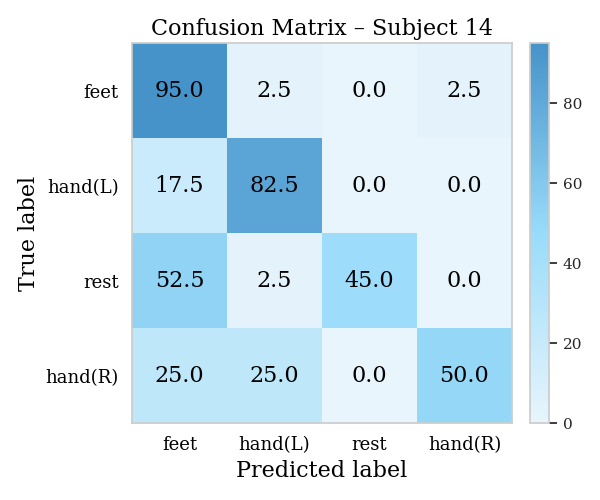 Confusion Matrix – Subject 14
True label
feet 95.0 2.5 0.0 2.5
hand(L) 17.5 82.5 0.0 0.0
rest 52.5 2.5 45.0 0.0
hand(R) 25.0 25.0 0.0 50.0
feet hand(L) rest hand(R)
Predicted label
80
60
40
20
0